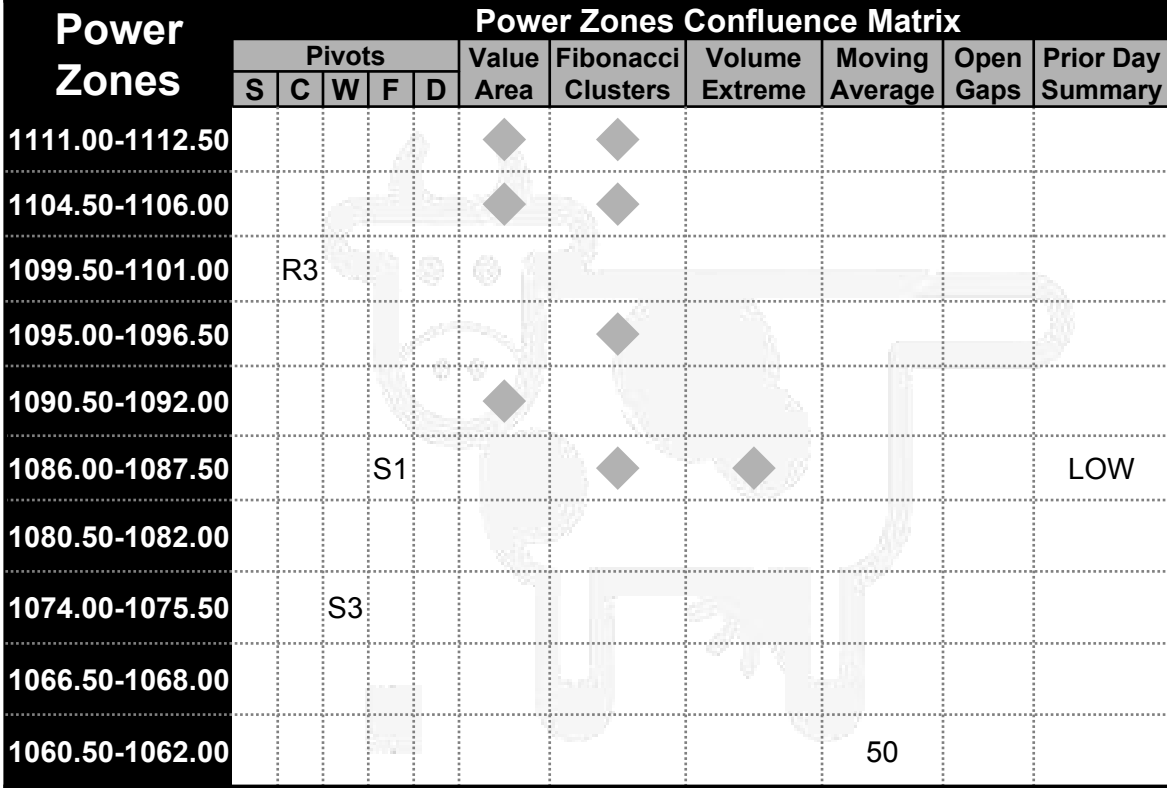 Power Zones
Power Zones Confluence Matrix
Pivots
S C W F D
Value Area
Fibonacci Clusters
Volume Extreme
Moving Average
Open Gaps
Prior Day Summary
1111.00-1112.50
1104.50-1106.00
1099.50-1101.00 R3
1095.00-1096.50
1090.50-1092.00
1086.00-1087.50 S1 LOW
1080.50-1082.00
1074.00-1075.50 S3
1066.50-1068.00
1060.50-1062.00 50